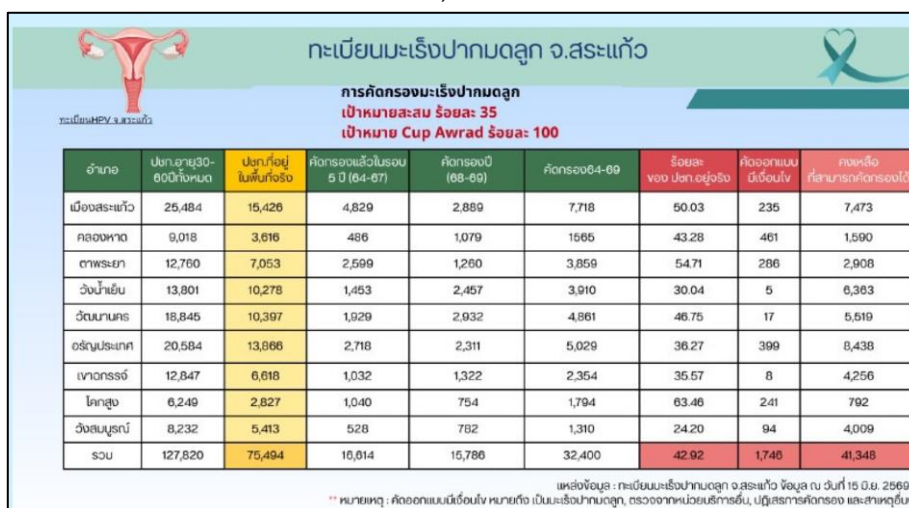 ทะเบียนมะเร็งปากมดลูก จ.สระแก้ว
การคัดกรองมะเร็งปากมดลูก
เป้าหมายสะสม ร้อยละ 35
เป้าหมาย Cup Awrad ร้อยละ 100
ทะเบียนHPV จ.สระแก้ว
อำเภอ ปชก.อายุ30-60ปีทั้งหมด ปชก.ที่อยู่ในพื้นที่จริง คัดกรองแล้วในรอบ 5 ปี (64-67) คัดกรองปี (68-69) คัดกรอง64-69 ร้อยละ ของ ปชก.อยู่จริง คัดออกแบบมีเงื่อนไข คงเหลือ ที่สามารถคัดกรองได้
เมืองสระแก้ว 25,484 15,426 4,829 2,889 7,718 50.03 235 7,473
คลองหาด 9,018 3,616 486 1,079 1565 43.28 461 1,590
ตาพระยา 12,760 7,053 2,599 1,260 3,859 54.71 286 2,908
วังน้ำเย็น 13,801 10,278 1,453 2,457 3,910 30.04 5 6,363
วัฒนานคร 18,845 10,397 1,929 2,932 4,861 46.75 17 5,519
อรัญประเทศ 20,584 13,866 2,718 2,311 5,029 36.27 399 8,438
เขาฉกรรจ์ 12,847 6,618 1,032 1,322 2,354 35.57 8 4,256
โคกสูง 6,249 2,827 1,040 754 1,794 63.46 241 792
วังสมบูรณ์ 8,232 5,413 528 782 1,310 24.20 94 4,009
รวม 127,820 75,494 16,614 15,786 32,400 42.92 1,746 41,348
แหล่งข้อมูล : ทะเบียนมะเร็งปากมดลูก จ.สระแก้ว ข้อมูล ณ วันที่ 15 มิ.ย. 2569
** หมายเหตุ : คัดออกแบบมีเงื่อนไข หมายถึง เป็นมะเร็งปากมดลูก, ตรวจจากหน่วยบริการอื่น, ปฏิเสธการคัดกรอง และสาเหตุอื่น